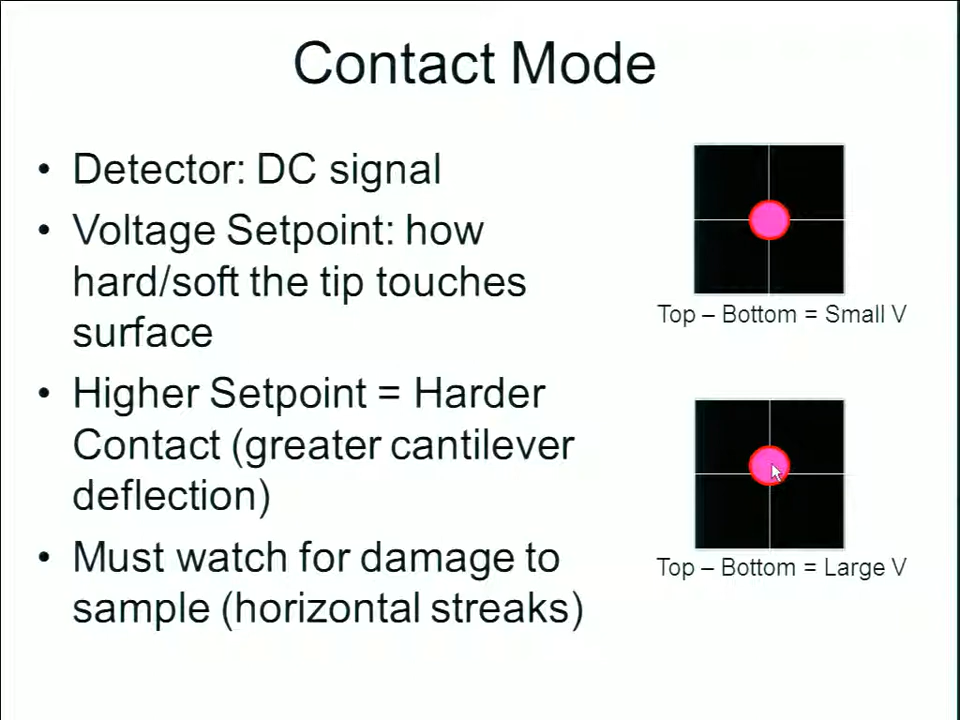 Contact Mode
• Detector: DC signal
• Voltage Setpoint: how
hard/soft the tip touches
surface
• Higher Setpoint = Harder
Contact (greater cantilever
deflection)
• Must watch for damage to
sample (horizontal streaks)
Top – Bottom = Small V
Top – Bottom = Large V